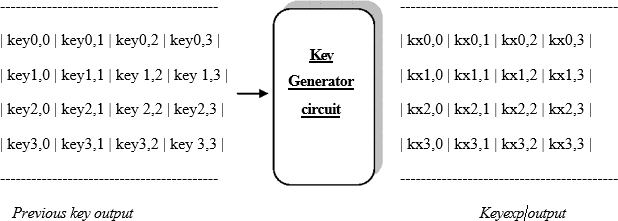 | key0,0 | key0,1 | key0,2 | key0,3 |
| key1,0 | key1,1 | key 1,2 | key 1,3 |
| key2,0 | key2,1 | key 2,2 | key2,3 |
| key3,0 | key3,1 | key3,2 | key 3,3 |
Previous key output
Key
Generator
circuit
| kx0,0 | kx0,1 | kx0,2 | kx0,3 |
| kx1,0 | kx1,1 | kx1,2 | kx1,3 |
| kx2,0 | kx2,1 | kx2,2 | kx2,3 |
| kx3,0 | kx3,1 | kx3,2 | kx3,3 |
Keyexp output